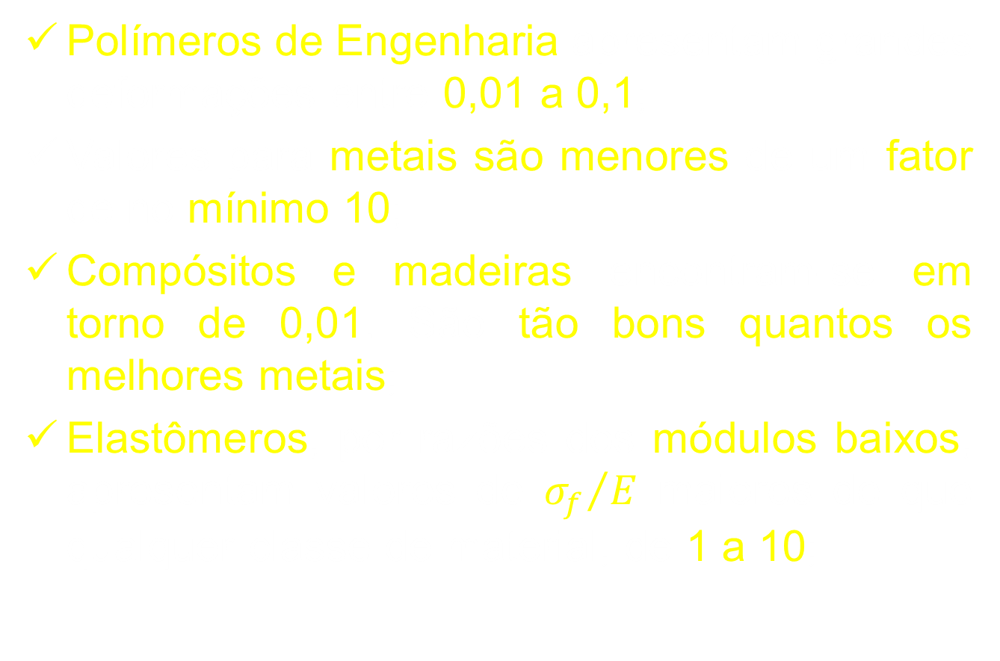 ✓ Polímeros de Engenharia
0,01 a 0,1
metais são menores fator
mínimo 10
✓ Compósitos e madeiras em
torno de 0,01 tão bons quantos os
melhores metais
✓ Elastômeros módulos baixos
σ_f/E
1 a 10